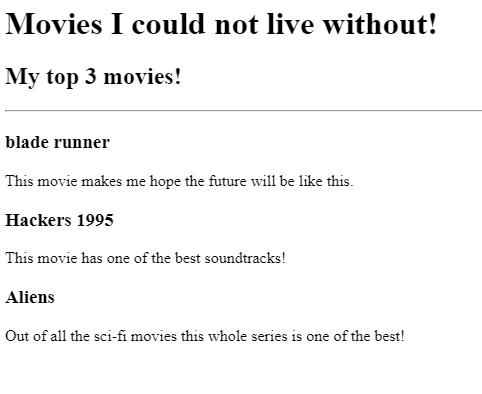 Movies I could not live without!
My top 3 movies!
blade runner
This movie makes me hope the future will be like this.
Hackers 1995
This movie has one of the best soundtracks!
Aliens
Out of all the sci-fi movies this whole series is one of the best!